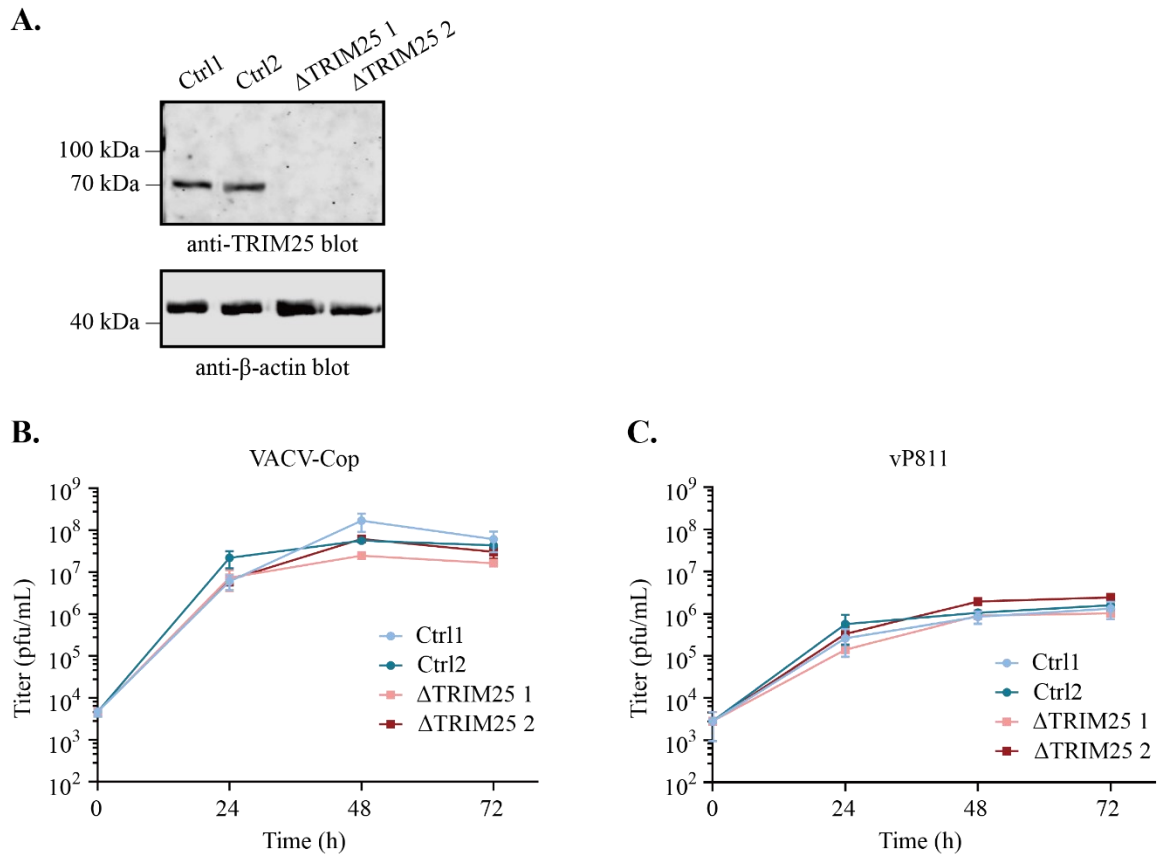 A.
Ctrl1 Ctrl2 ΔTRIM25 1 ΔTRIM25 2
100 kDa
70 kDa
anti-TRIM25 blot
40 kDa
anti-β-actin blot
B.
VACV-Cop
Titer (pfu/mL)
10⁹
10⁸
10⁷
10⁶
10⁵
10⁴
10³
10²
Ctrl1
Ctrl2
ΔTRIM25 1
ΔTRIM25 2
0 24 48 72
Time (h)
C.
vP811
Titer (pfu/mL)
10⁹
10⁸
10⁷
10⁶
10⁵
10⁴
10³
10²
Ctrl1
Ctrl2
ΔTRIM25 1
ΔTRIM25 2
0 24 48 72
Time (h)